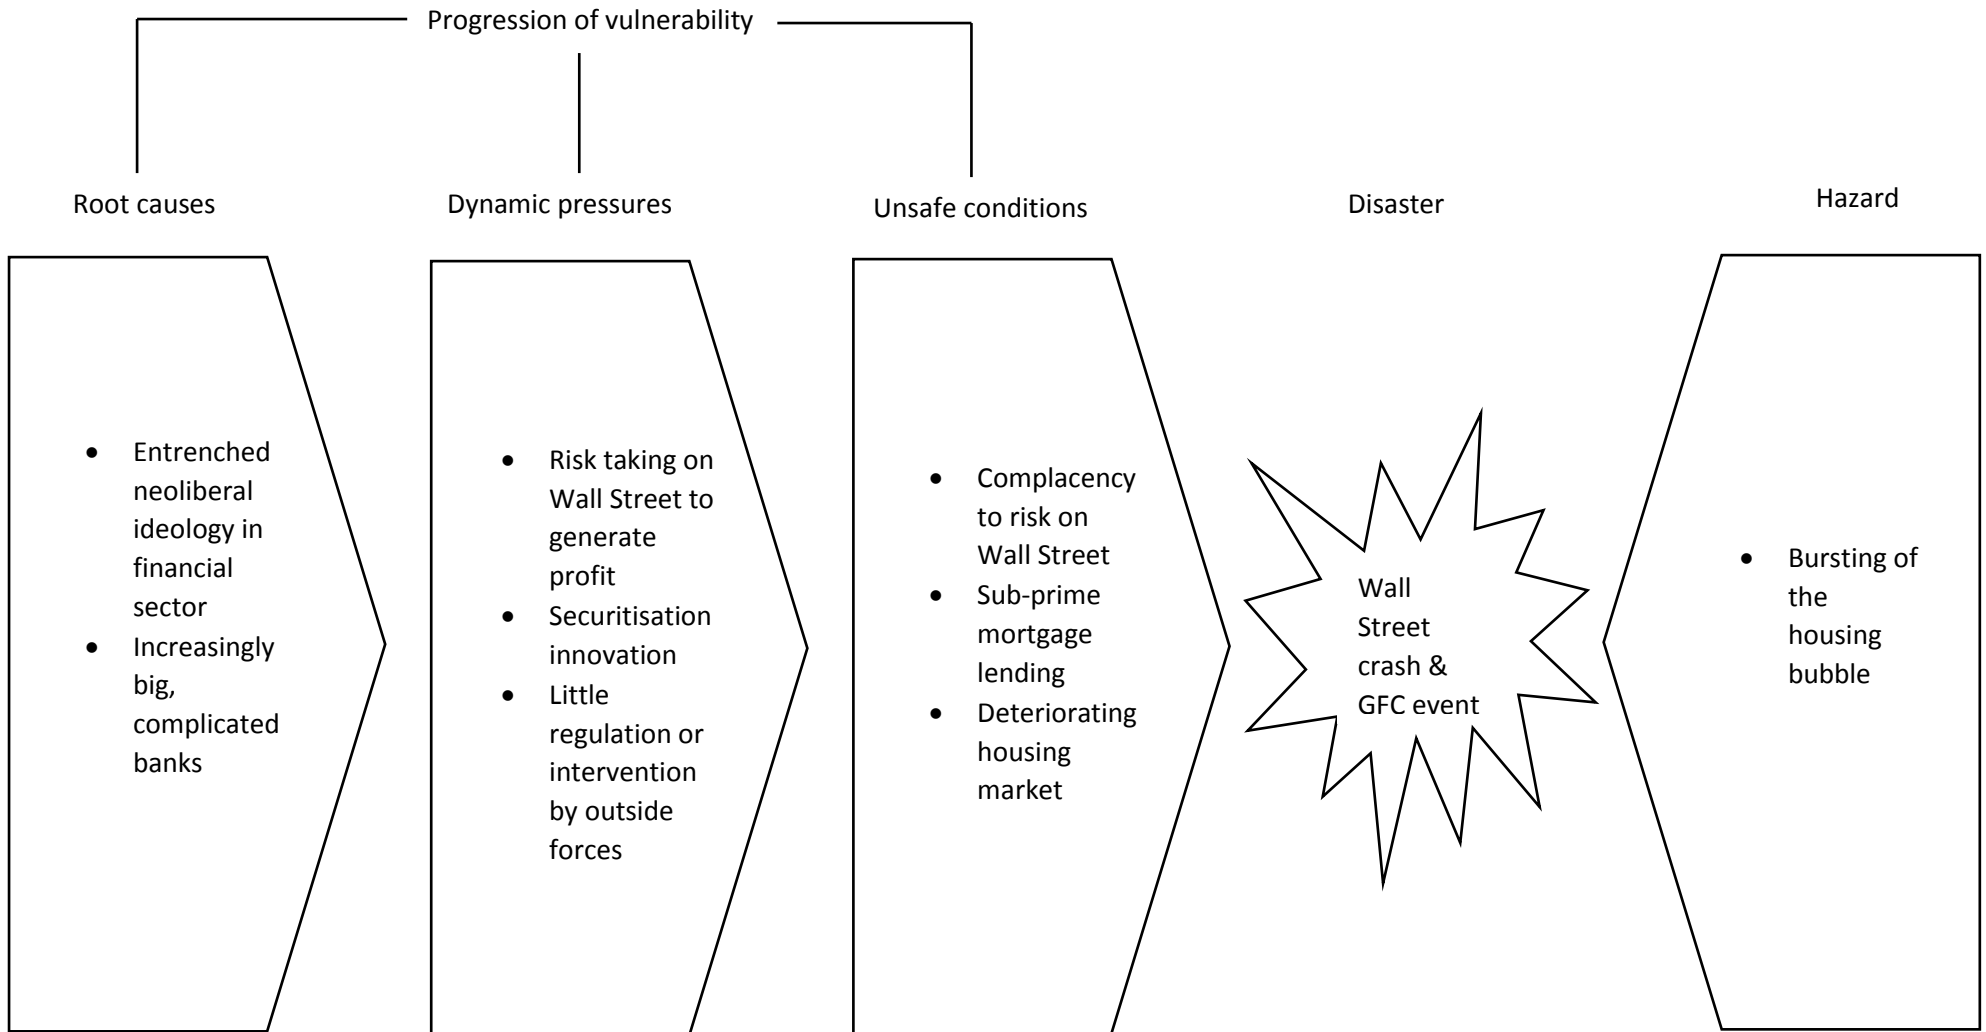 Progression of vulnerability
Root causes
Dynamic pressures
Unsafe conditions
Disaster
Hazard
• Entrenched
neoliberal
ideology in
financial
sector
• Increasingly
big,
complicated
banks
• Risk taking on
Wall Street to
generate
profit
• Securitisation
innovation
• Little
regulation or
intervention
by outside
forces
• Complacency
to risk on
Wall Street
• Sub-prime
mortgage
lending
• Deteriorating
housing
market
Wall
Street
crash &
GFC event
• Bursting of
the
housing
bubble